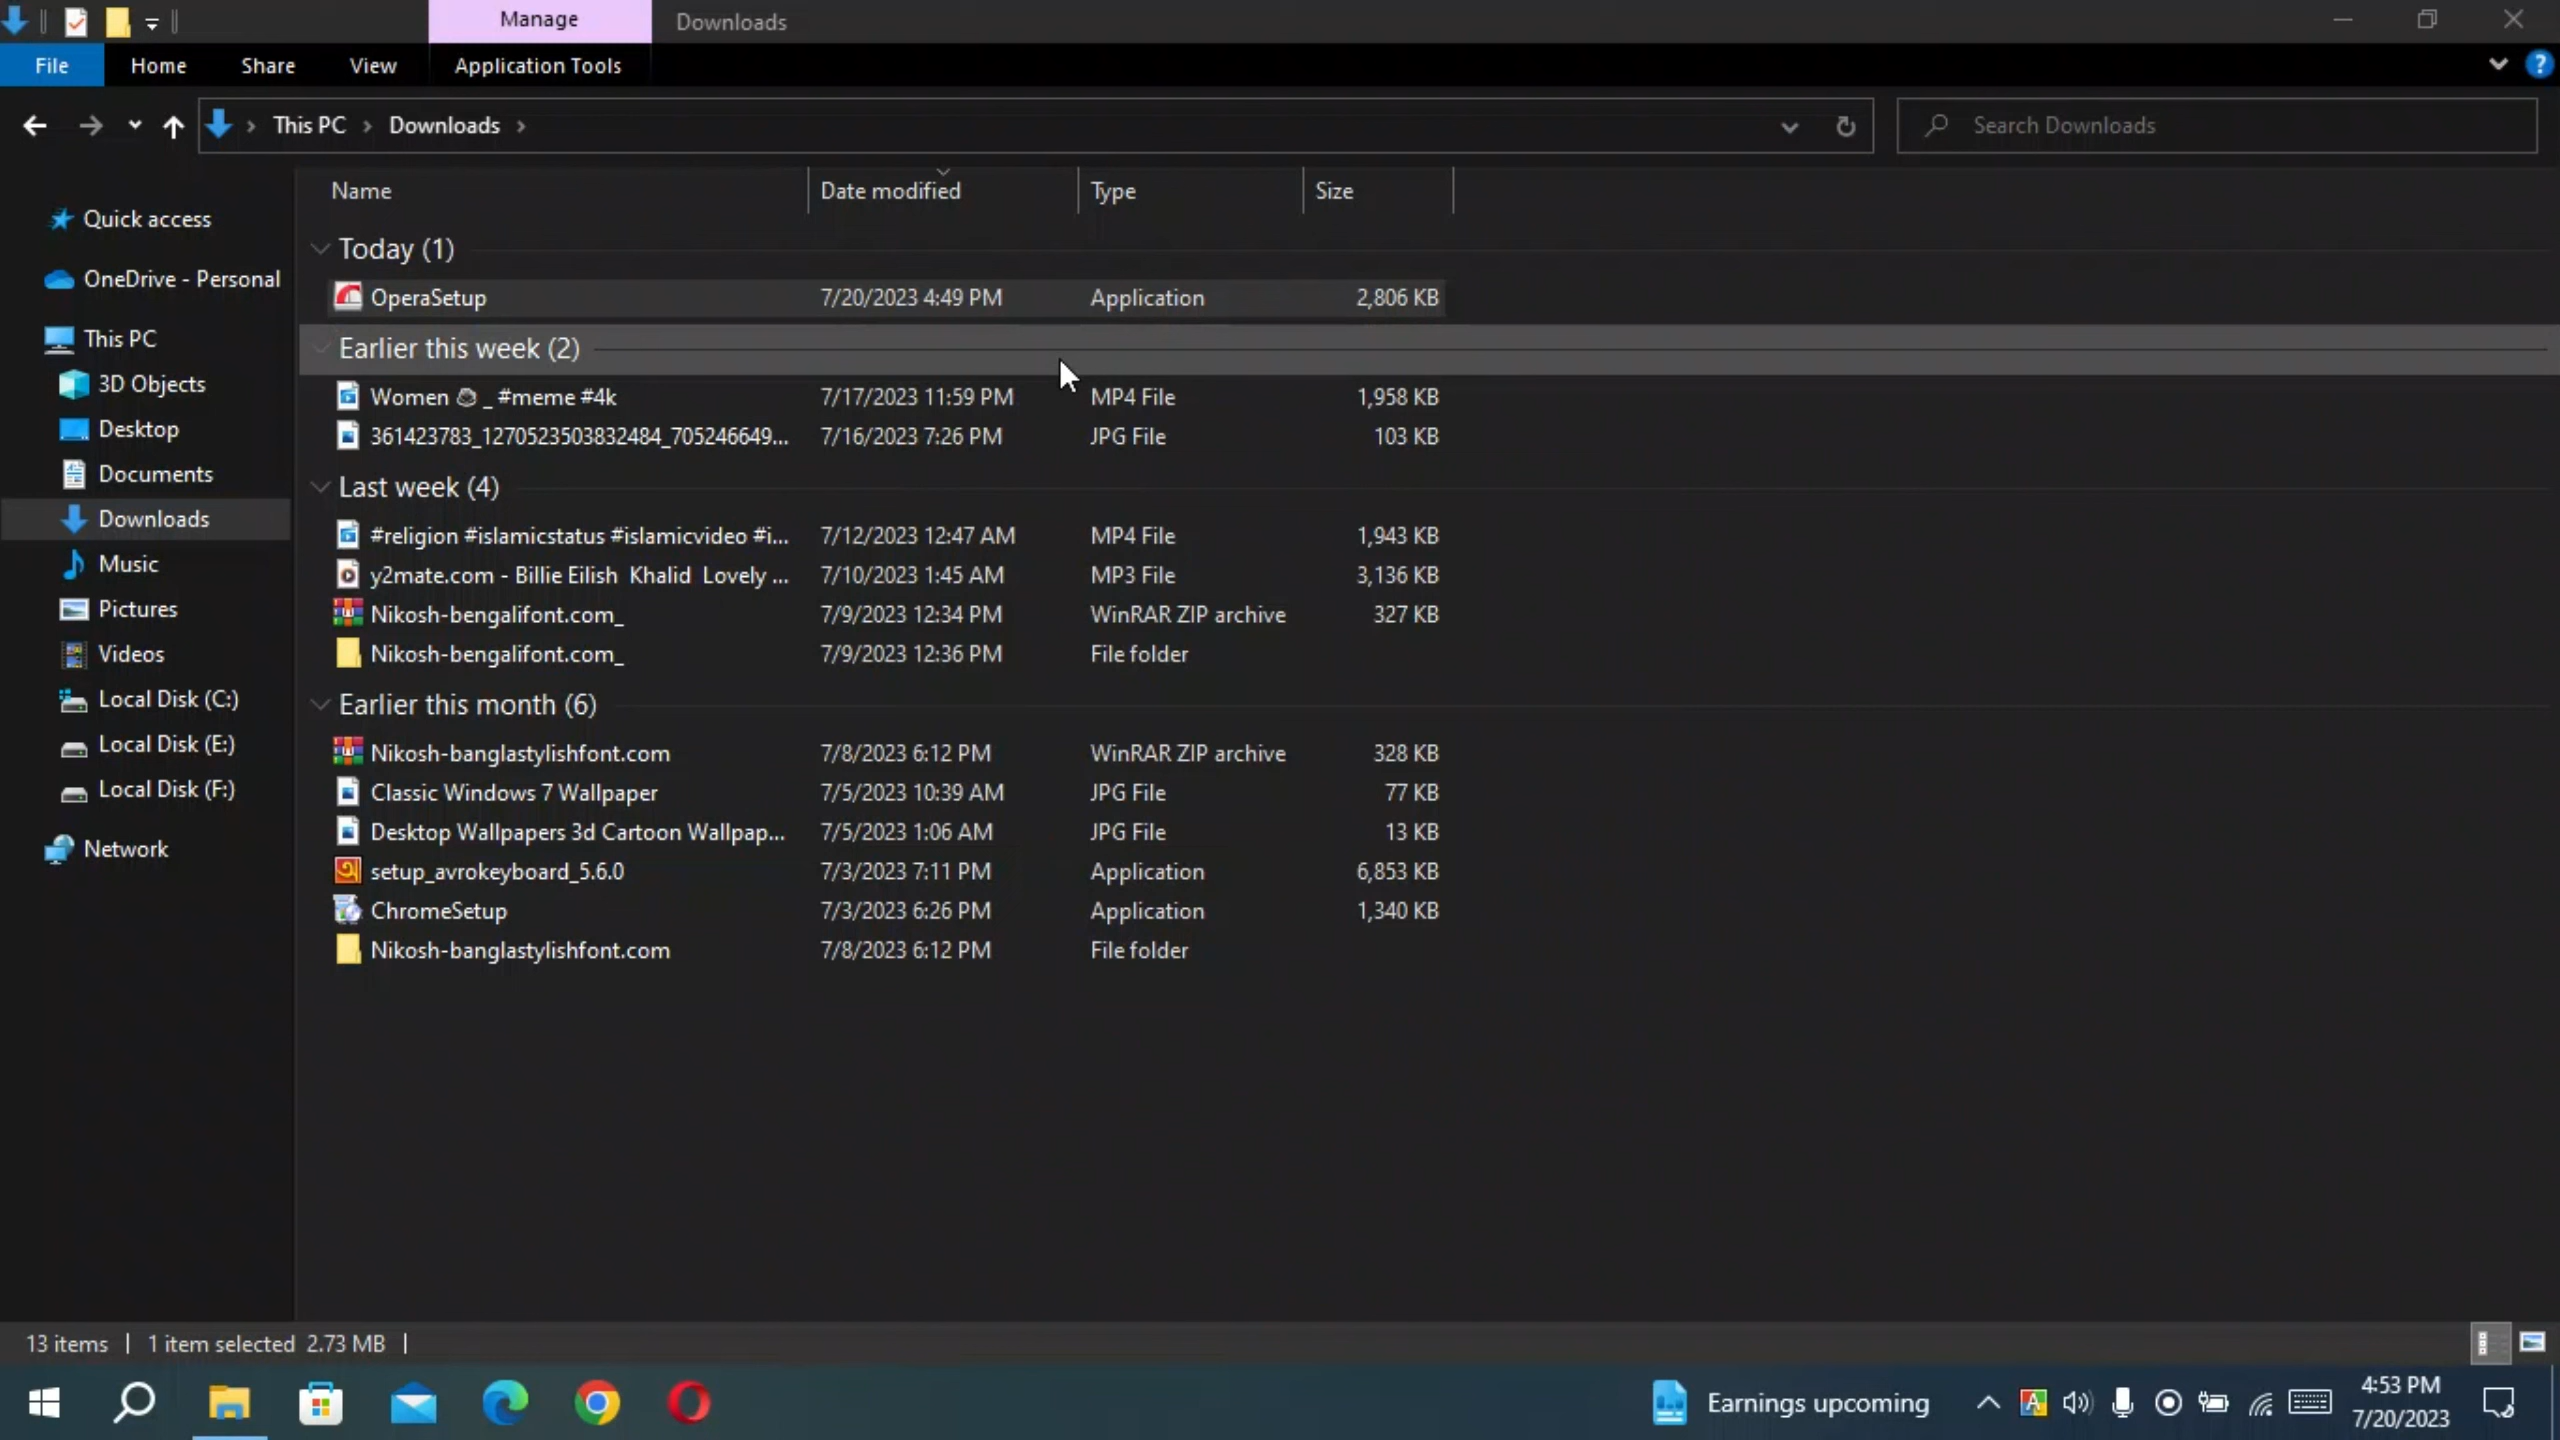 Manage Downloads
File Home Share View Application Tools
This PC Downloads Search Downloads
Name Date modified Type Size
Quick access
OneDrive - Personal
This PC
3D Objects
Desktop
Documents
Downloads
Music
Pictures
Videos
Local Disk (C:)
Local Disk (E:)
Local Disk (F:)
Network
Today (1)
OperaSetup 7/20/2023 4:49 PM Application 2,806 KB
Earlier this week (2)
Women _ #meme #4k 7/17/2023 11:59 PM MP4 File 1,958 KB
361423783_1270523503832484_705246649... 7/16/2023 7:26 PM JPG File 103 KB
Last week (4)
#religion #islamicstatus #islamicvideo #i... 7/12/2023 12:47 AM MP4 File 1,943 KB
y2mate.com - Billie Eilish Khalid Lovely ... 7/10/2023 1:45 AM MP3 File 3,136 KB
Nikosh-bengalifont.com_ 7/9/2023 12:34 PM WinRAR ZIP archive 327 KB
Nikosh-bengalifont.com_ 7/9/2023 12:36 PM File folder
Earlier this month (6)
Nikosh-banglastylishfont.com 7/8/2023 6:12 PM WinRAR ZIP archive 328 KB
Classic Windows 7 Wallpaper 7/5/2023 10:39 AM JPG File 77 KB
Desktop Wallpapers 3d Cartoon Wallpap... 7/5/2023 1:06 AM JPG File 13 KB
setup_avrokeyboard_5.6.0 7/3/2023 7:11 PM Application 6,853 KB
ChromeSetup 7/3/2023 6:26 PM Application 1,340 KB
Nikosh-banglastylishfont.com 7/8/2023 6:12 PM File folder
13 items 1 item selected 2.73 MB
Earnings upcoming
4:53 PM
7/20/2023